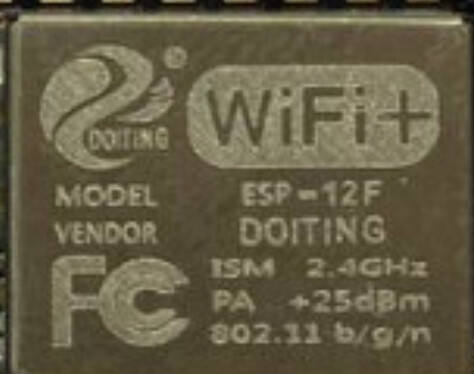 DOITING ®
WiFi+
MODEL ESP-12F
VENDOR DOITING
FC ISM 2.4GHz
PA +25dBm
802.11 b/g/n